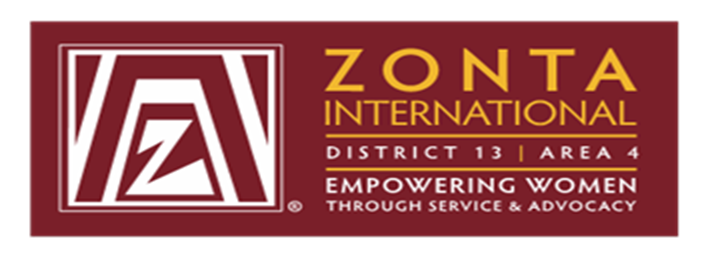 ZONTA
INTERNATIONAL
DISTRICT 13 | AREA 4
EMPOWERING WOMEN
THROUGH SERVICE & ADVOCACY
®